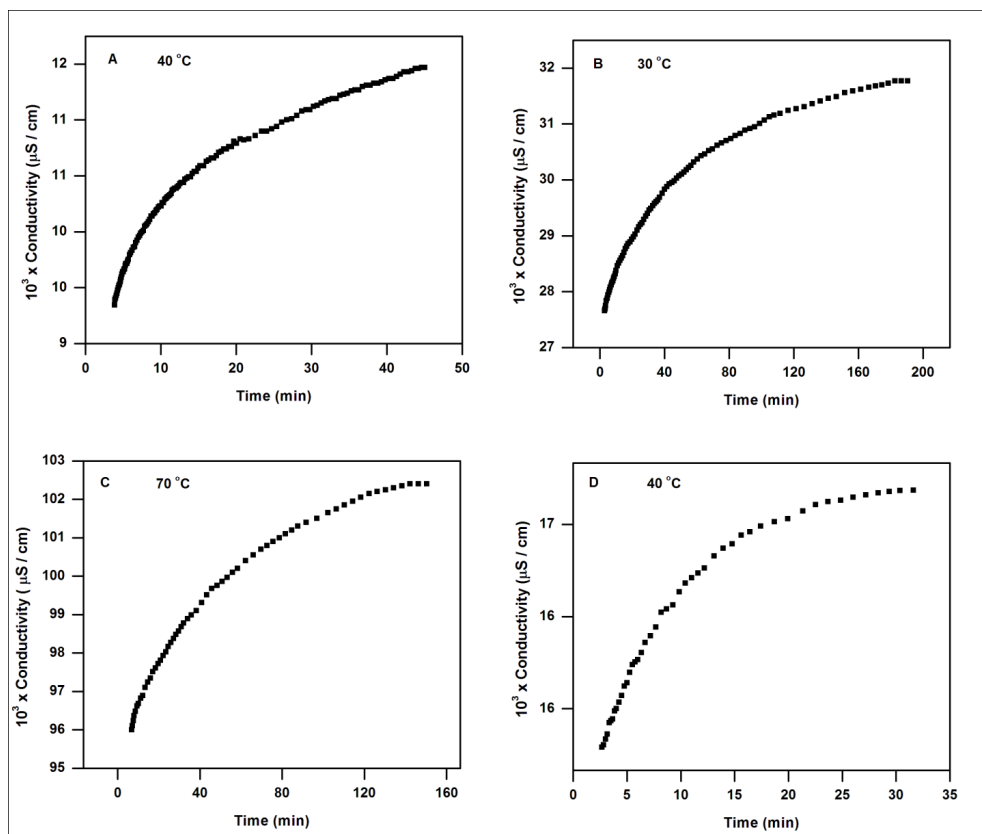 A 40 °C
12
11
11
10
10
9
10³ x Conductivity (μS / cm)
0 10 20 30 40 50
Time (min)
B 30 °C
32
31
30
28
27
10³ x Conductivity (μS / cm)
0 40 80 120 160 200
Time (min)
C 70 °C
103
102
101
100
99
98
97
96
95
10³ x Conductivity ( μS / cm)
0 40 80 120 160
Time (min)
D 40 °C
17
16
16
10³ x Conductivity (μS / cm)
0 5 10 15 20 25 30 35
Time (min)